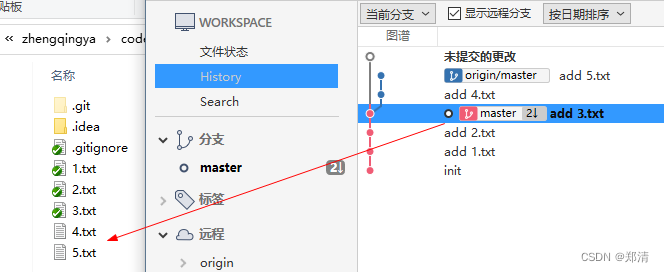 贴板
« zhengqingya › code
名称
.git
.idea
.gitignore
1.txt
2.txt
3.txt
4.txt
5.txt
WORKSPACE
文件状态
History
Search
分支
master 2↓
标签
远程
origin
当前分支 显示远程分支 按日期排序
图谱
未提交的更改
origin/master add 5.txt
add 4.txt
master 2↓ add 3.txt
add 2.txt
add 1.txt
init
CSDN @郑清